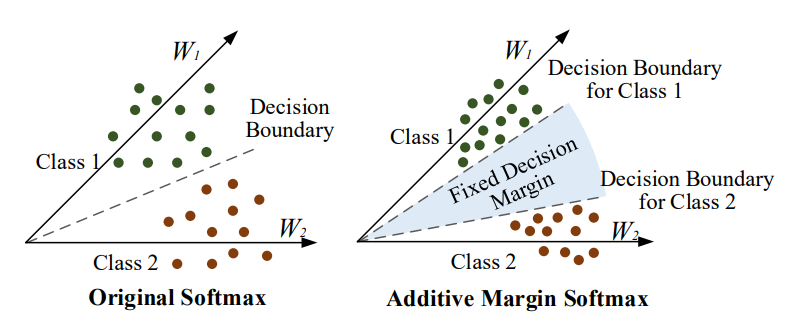 W1
Decision
Boundary
Class 1
W2
Class 2
Original Softmax
W1
Decision Boundary
for Class 1
Class 1
Fixed Decision
Margin
Decision Boundary
for Class 2
W2
Class 2
Additive Margin Softmax